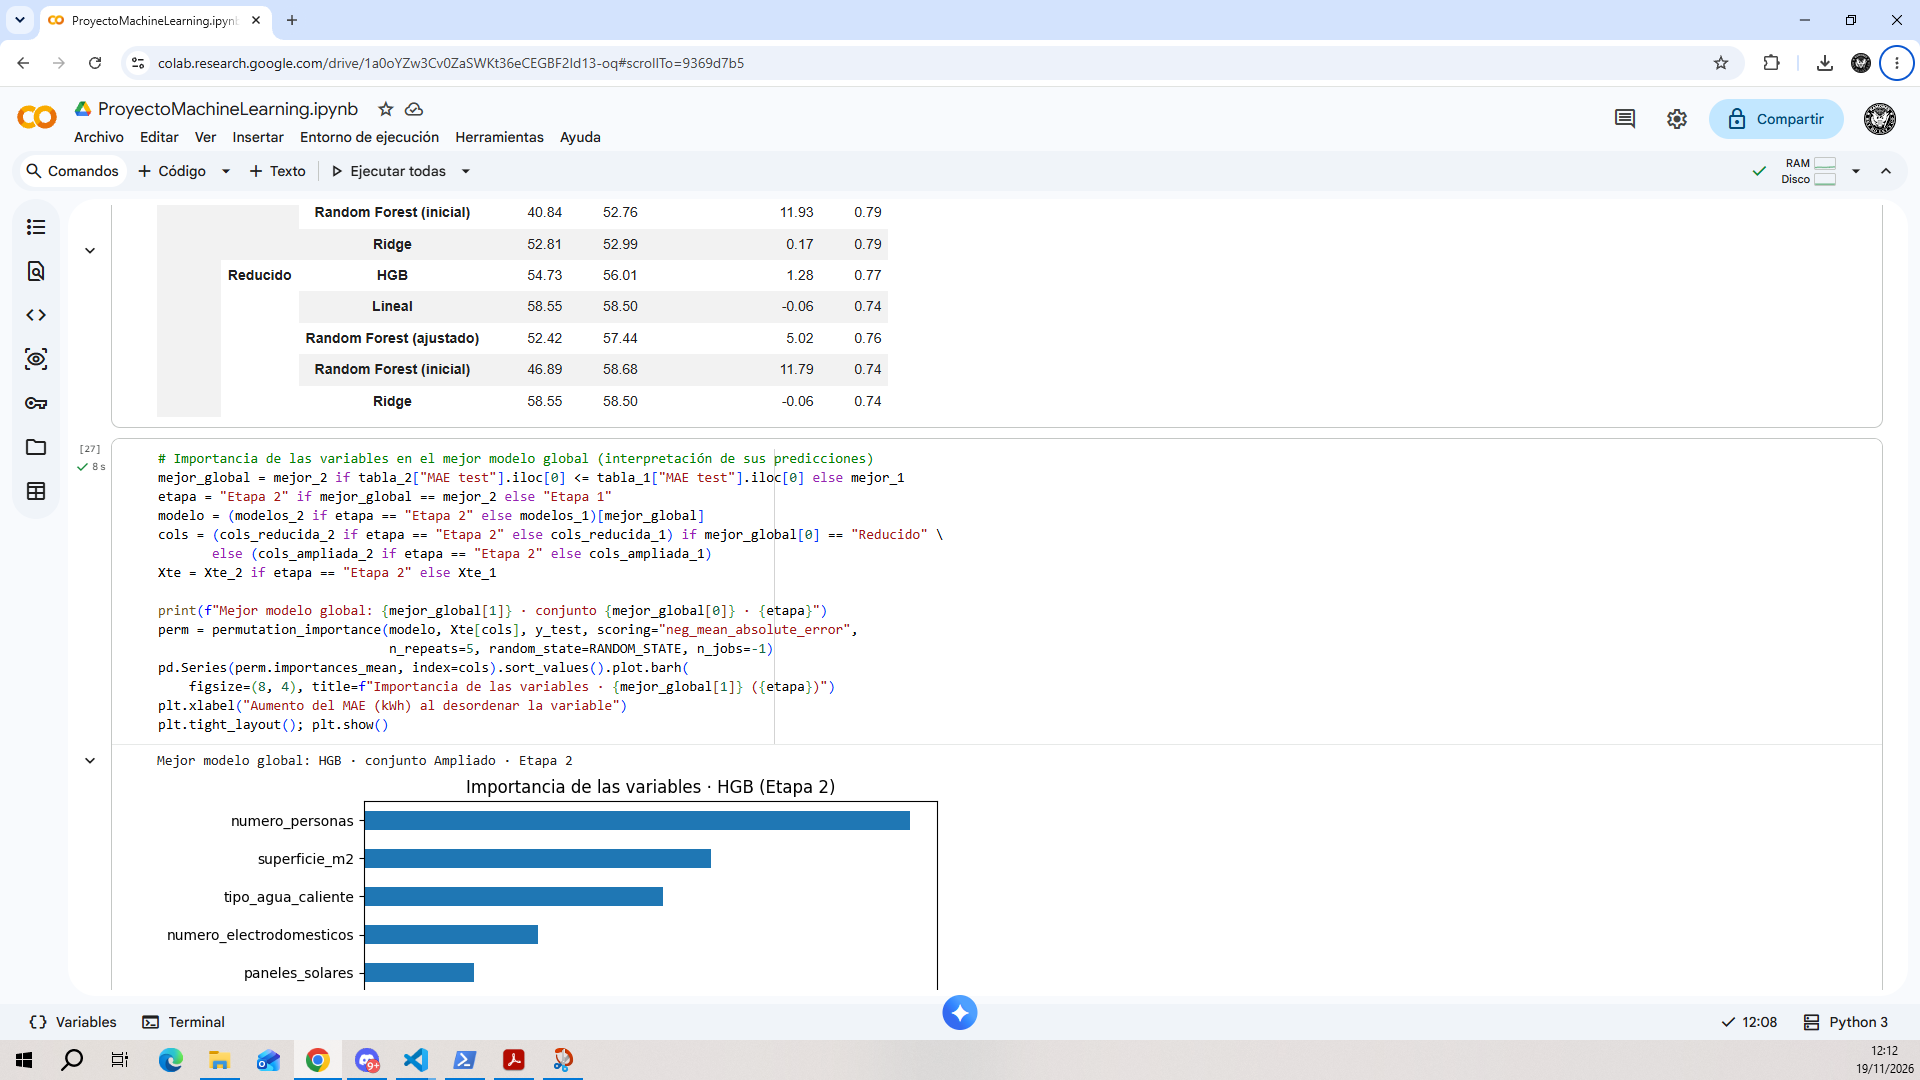 ProyectoMachineLearning.ipynb
colab.research.google.com/drive/1a0oYZw3Cv0ZaSWKt36eCEGBF2Id13-oq#scrollTo=9369d7b5
ProyectoMachineLearning.ipynb
Archivo Editar Ver Insertar Entorno de ejecución Herramientas Ayuda
Compartir
Comandos + Código + Texto Ejecutar todas
RAM
Disco
Random Forest (inicial) 40.84 52.76 11.93 0.79
Ridge 52.81 52.99 0.17 0.79
Reducido HGB 54.73 56.01 1.28 0.77
Lineal 58.55 58.50 -0.06 0.74
Random Forest (ajustado) 52.42 57.44 5.02 0.76
Random Forest (inicial) 46.89 58.68 11.79 0.74
Ridge 58.55 58.50 -0.06 0.74
[27]
8 s
# Importancia de las variables en el mejor modelo global (interpretación de sus predicciones)
mejor_global = mejor_2 if tabla_2["MAE test"].iloc[0] <= tabla_1["MAE test"].iloc[0] else mejor_1
etapa = "Etapa 2" if mejor_global == mejor_2 else "Etapa 1"
modelo = (modelos_2 if etapa == "Etapa 2" else modelos_1)[mejor_global]
cols = (cols_reducida_2 if etapa == "Etapa 2" else cols_reducida_1) if mejor_global[0] == "Reducido" \
else (cols_ampliada_2 if etapa == "Etapa 2" else cols_ampliada_1)
Xte = Xte_2 if etapa == "Etapa 2" else Xte_1
print(f"Mejor modelo global: {mejor_global[1]} · conjunto {mejor_global[0]} · {etapa}")
perm = permutation_importance(modelo, Xte[cols], y_test, scoring="neg_mean_absolute_error",
n_repeats=5, random_state=RANDOM_STATE, n_jobs=-1)
pd.Series(perm.importances_mean, index=cols).sort_values().plot.barh(
figsize=(8, 4), title=f"Importancia de las variables · {mejor_global[1]} ({etapa})")
plt.xlabel("Aumento del MAE (kWh) al desordenar la variable")
plt.tight_layout(); plt.show()
Mejor modelo global: HGB · conjunto Ampliado · Etapa 2
Importancia de las variables · HGB (Etapa 2)
numero_personas
superficie_m2
tipo_agua_caliente
numero_electrodomesticos
paneles_solares
Variables Terminal
12:08 Python 3
9+
12:12
19/11/2026